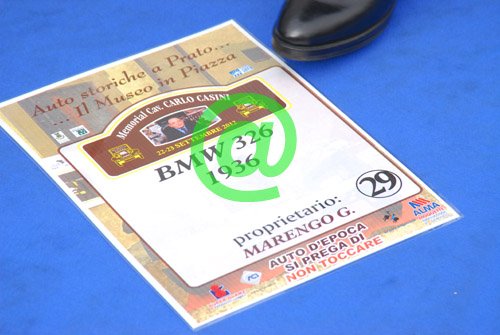 Auto storiche a Prato...
... Il Museo in Piazza
Memorial Cav. CARLO CASINI
22-23 SETTEMBRE 2012
BMW 326
1936
@
29
proprietario:
MARENGO G.
ALMA
AUTO D'EPOCA
SI PREGA DI
NON TOCCARE